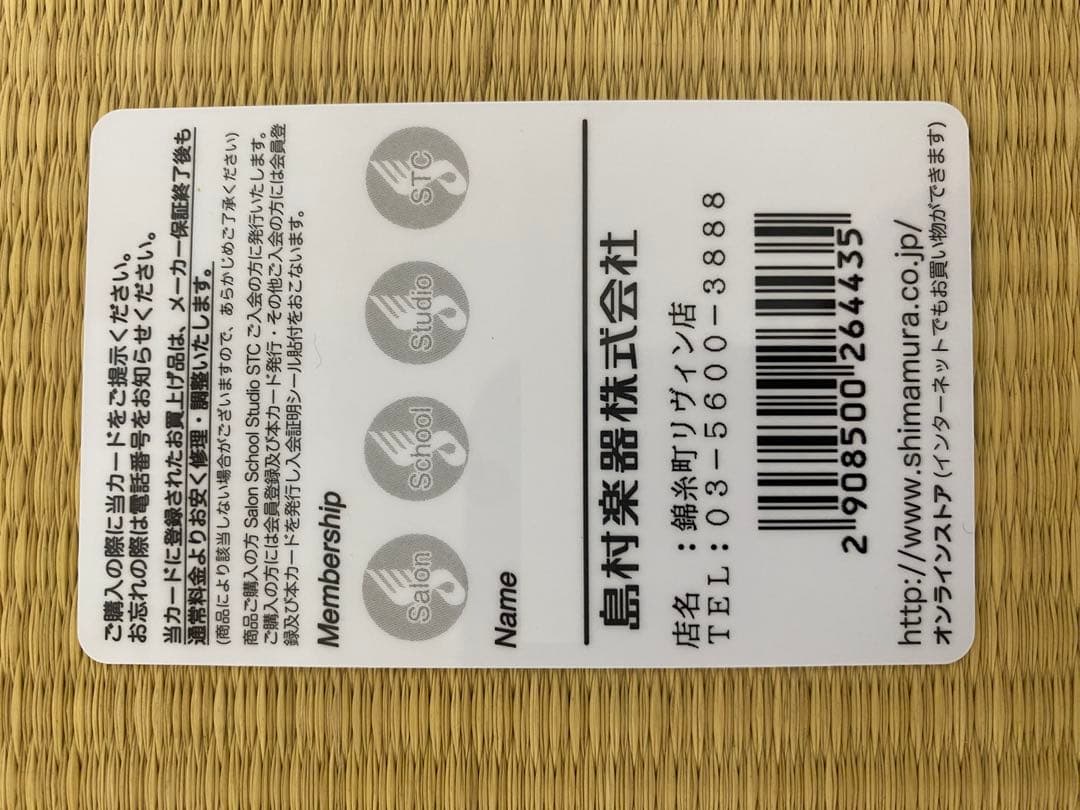 ご購入の際に当カードをご提示ください。
お忘れの際は電話番号をお知らせください。
当カードに登録されたお買上げ品は、メーカー保証終了後も
通常料金よりお安く修理・調整いたします。
(商品により該当しない場合がございますので、あらかじめご了承ください)
商品ご購入の方 Salon School Studio STC ご入会の方に発行いたします。
ご購入の方には会員登録及び本カード発行・その他ご入会の方には会員登
録及び本カードを発行し入会証明シール貼付をおこないます。
Membership
Salon School Studio STC
Name
島村楽器株式会社
店名：錦糸町リヴィン店
TEL：03-5600-3888
2908500264435
http://www.shimamura.co.jp/
オンラインストア(インターネットでもお買い物ができます)